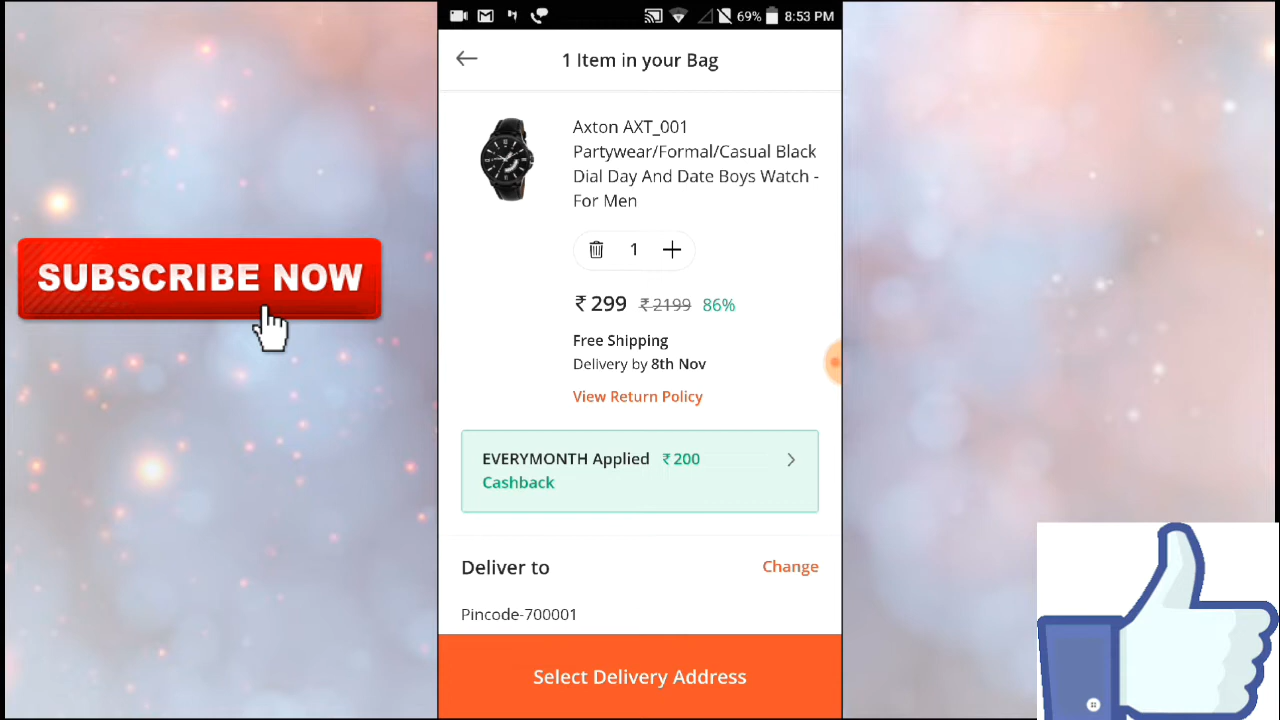 69% 8:53 PM
1 Item in your Bag
Axton AXT_001
Partywear/Formal/Casual Black
Dial Day And Date Boys Watch -
For Men
1
₹ 299 ₹ 2199 86%
Free Shipping
Delivery by 8th Nov
View Return Policy
EVERYMONTH Applied ₹ 200
Cashback
Deliver to Change
Pincode-700001
Select Delivery Address
SUBSCRIBE NOW